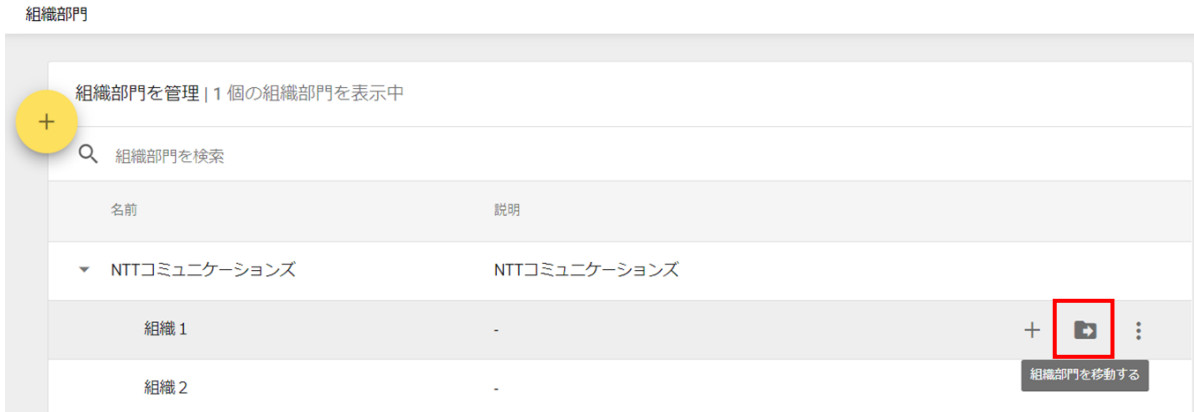 組織部門
組織部門を管理 | 1 個の組織部門を表示中
組織部門を検索
名前 説明
NTTコミュニケーションズ NTTコミュニケーションズ
組織1 -
組織部門を移動する
組織2 -